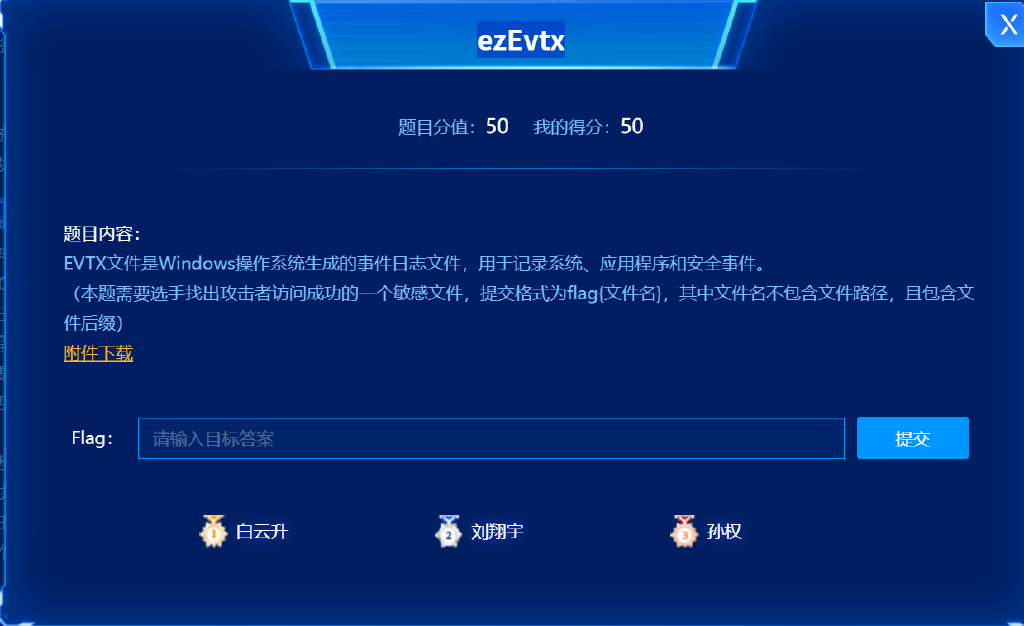 ezEvtx
X
题目分值：50 我的得分：50
题目内容：
EVTX文件是Windows操作系统生成的事件日志文件，用于记录系统、应用程序和安全事件。
（本题需要选手找出攻击者访问成功的一个敏感文件，提交格式为flag{文件名}，其中文件名不包含文件路径，且包含文
件后缀）
附件下载
Flag： 请输入目标答案 提交
1 白云升 2 刘翔宇 3 孙权